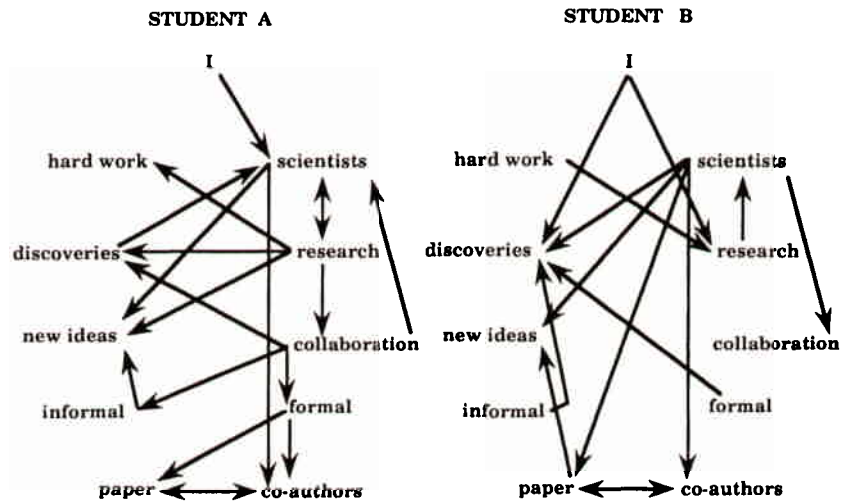 STUDENT A
I
hard work
scientists
discoveries
research
new ideas
collaboration
informal
formal
paper
co-authors
STUDENT B
I
hard work
scientists
discoveries
research
new ideas
collaboration
informal
formal
paper
co-authors